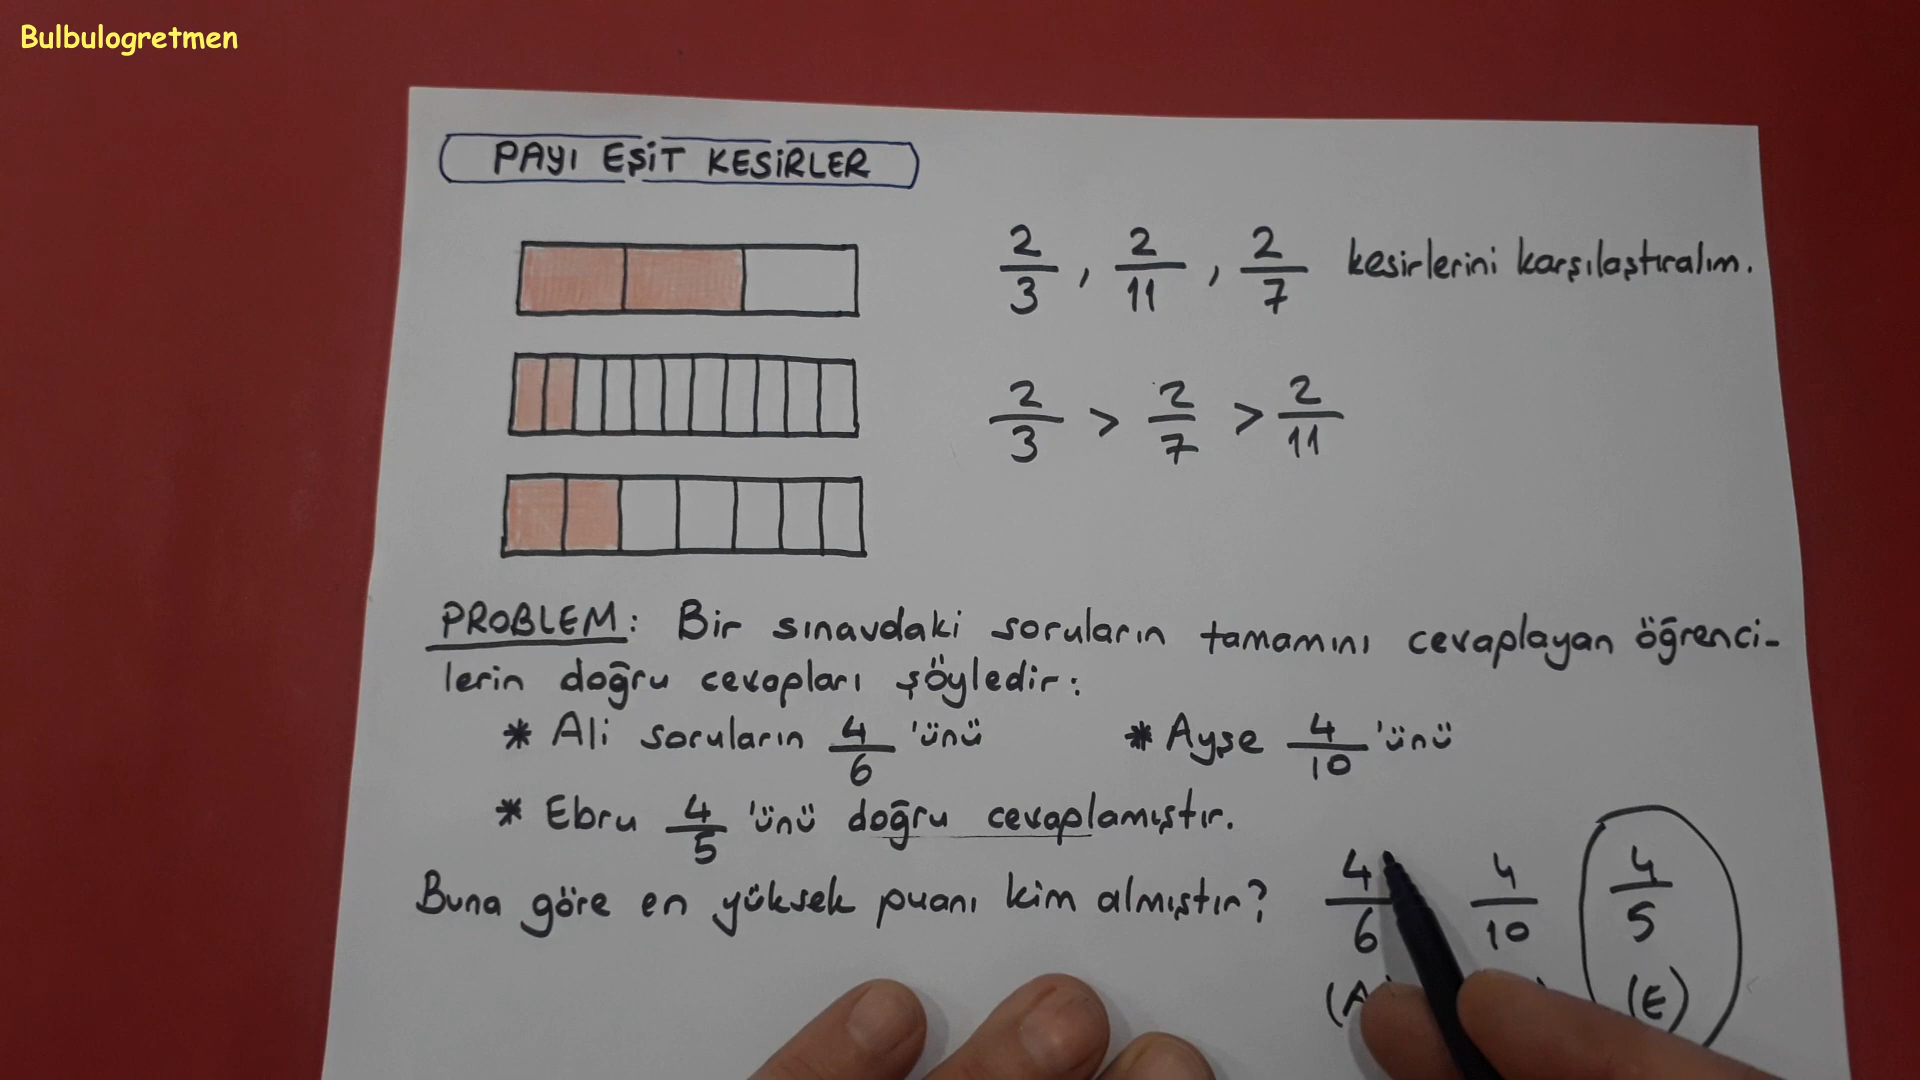 Bulbulogretmen
PAYI EŞİT KESİRLER
2/3 , 2/11 , 2/7 kesirlerini karşılaştıralım.
2/3 > 2/7 > 2/11
PROBLEM: Bir sınavdaki soruların tamamını cevaplayan öğrenci-
lerin doğru cevapları şöyledir:
* Ali soruların 4/6 'ünü * Ayşe 4/10 'ünü
* Ebru 4/5 'ünü doğru cevaplamıştır.
Buna göre en yüksek puanı kim almıştır? 4/6 4/10 4/5
(A (E)